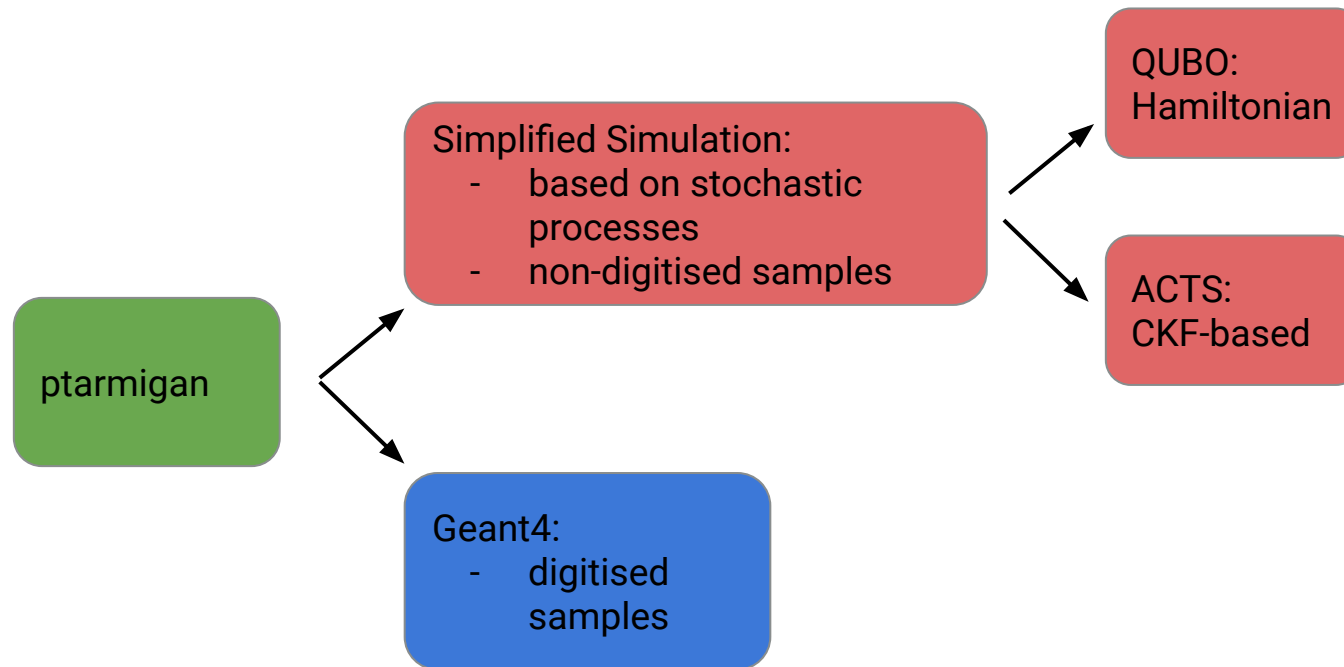 QUBO:
Hamiltonian
Simplified Simulation:
- based on stochastic
processes
- non-digitised samples
ACTS:
CKF-based
ptarmigan
Geant4:
- digitised
samples